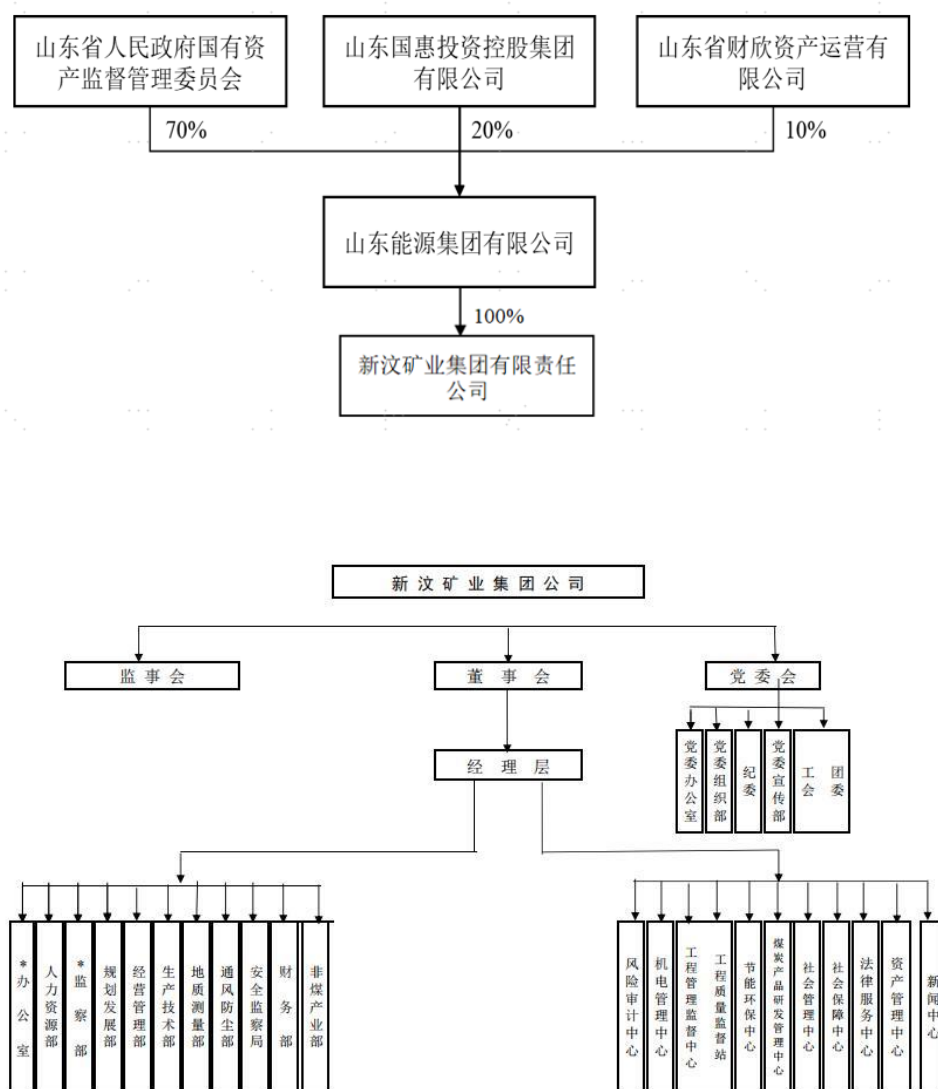 山东省人民政府国有资
产监督管理委员会
山东国惠投资控股集团
有限公司
山东省财欣资产运营有
限公司
70%
20%
10%
山东能源集团有限公司
100%
新汶矿业集团有限责任
公司
新汶矿业集团公司
监事会
董事会
党委会
经理层
党委办公室
党委组织部
纪委
党委宣传部
工会
团委
*办公室
人力资源部
*监察部
规划发展部
经营管理部
生产技术部
地质测量部
通风防尘部
安全监察局
财务部
非煤产业部
风险审计中心
机电管理中心
工程管理监督中心
工程质量监督站
节能环保中心
煤炭产品研发管理中心
社会管理中心
社会保障中心
法律服务中心
资产管理中心
新闻中心